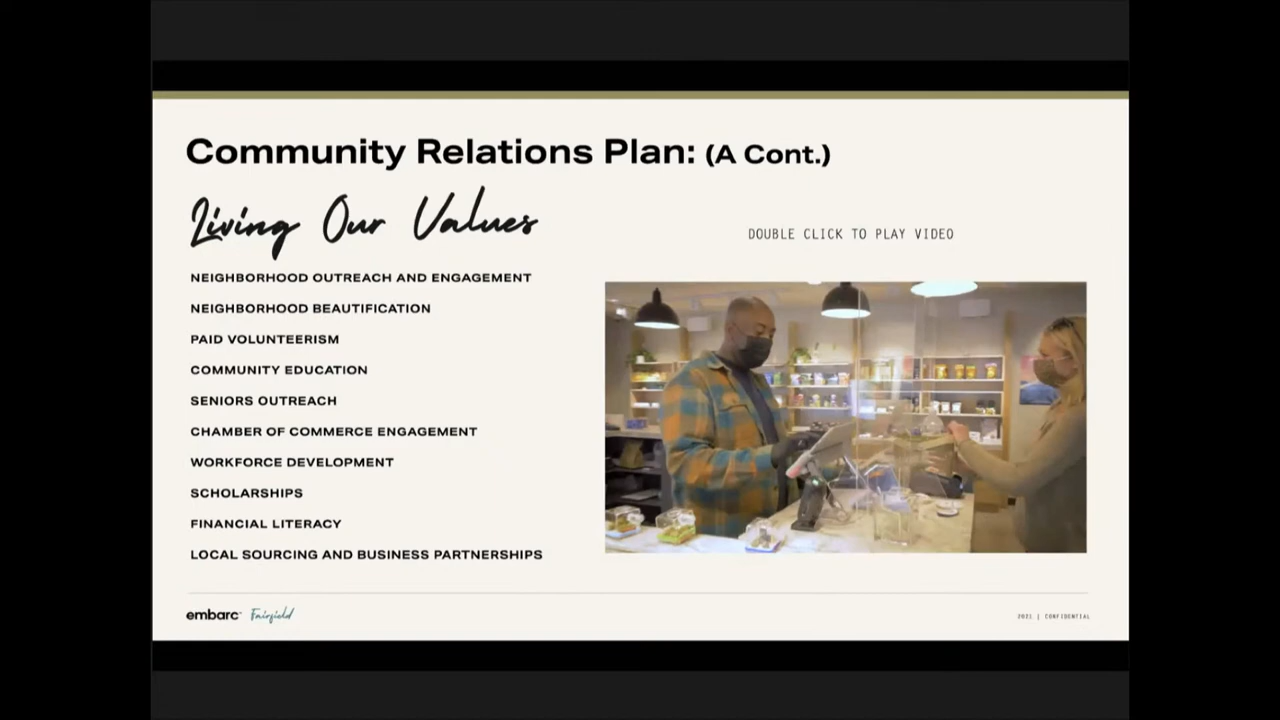 Community Relations Plan: (A Cont.)
Living Our Values
DOUBLE CLICK TO PLAY VIDEO
NEIGHBORHOOD OUTREACH AND ENGAGEMENT
NEIGHBORHOOD BEAUTIFICATION
PAID VOLUNTEERISM
COMMUNITY EDUCATION
SENIORS OUTREACH
CHAMBER OF COMMERCE ENGAGEMENT
WORKFORCE DEVELOPMENT
SCHOLARSHIPS
FINANCIAL LITERACY
LOCAL SOURCING AND BUSINESS PARTNERSHIPS
embarc™ Fairfield
2021 | CONFIDENTIAL